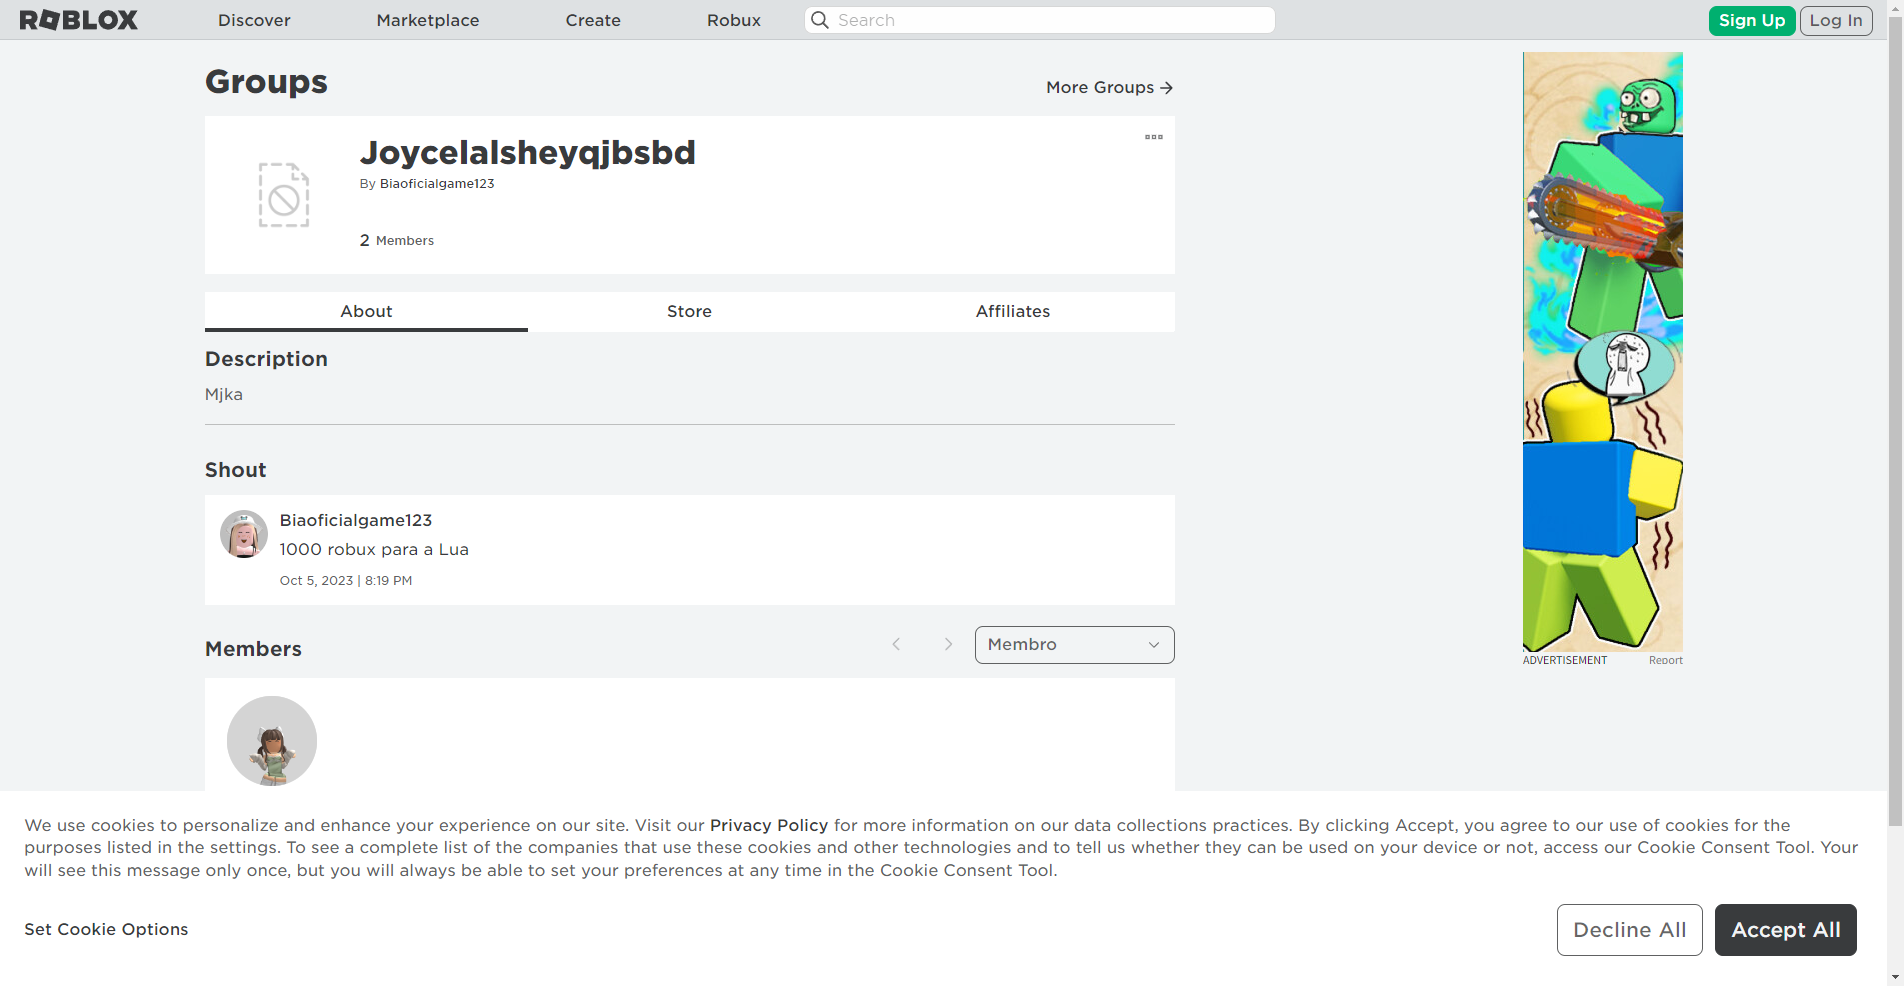 ROBLOX
Discover
Marketplace
Create
Robux
Search
Sign Up
Log In
Groups
More Groups
Joycelalsheyqjbsbd
By Biaoficialgame123
2 Members
About
Store
Affiliates
Description
Mjka
Shout
Biaoficialgame123
1000 robux para a Lua
Oct 5, 2023 | 8:19 PM
Members
Membro
ADVERTISEMENT
Report
We use cookies to personalize and enhance your experience on our site. Visit our Privacy Policy for more information on our data collections practices. By clicking Accept, you agree to our use of cookies for the
purposes listed in the settings. To see a complete list of the companies that use these cookies and other technologies and to tell us whether they can be used on your device or not, access our Cookie Consent Tool. Your
will see this message only once, but you will always be able to set your preferences at any time in the Cookie Consent Tool.
Set Cookie Options
Decline All
Accept All